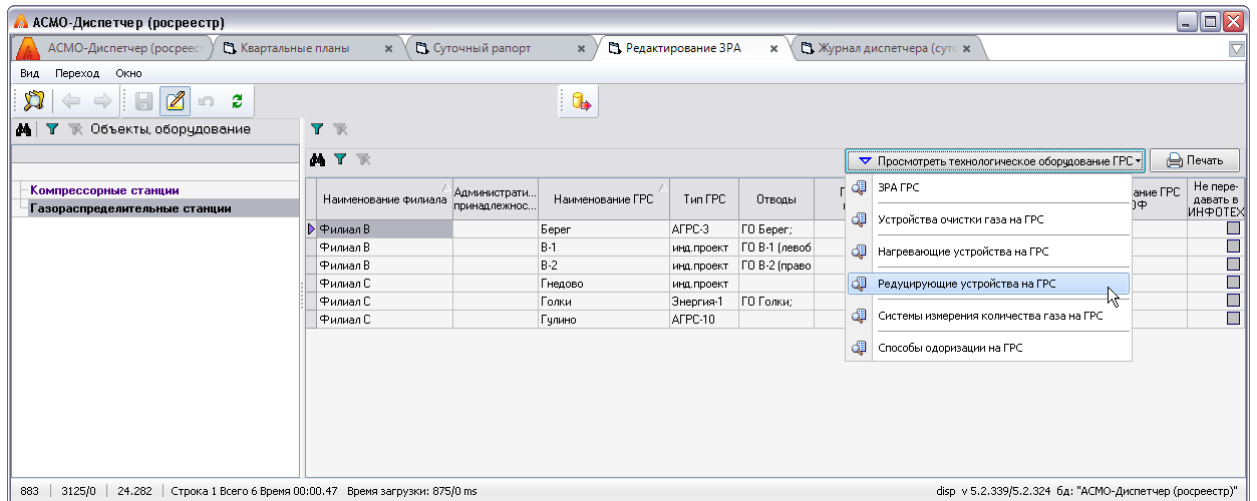 АСМО-Диспетчер (росреестр)
АСМО-Диспетчер (росреест
Квартальные планы
Суточный рапорт
Редактирование ЗРА
Журнал диспетчера (суто
Вид Переход Окно
Объекты, оборудование
Просмотреть технологическое оборудование ГРС
Печать
Компрессорные станции
Газораспределительные станции
Наименование филиала
Администрати...
принадлежнос...
Наименование ГРС
Тип ГРС
Отводы
ание ГРС
Не пере-
давать в
ИНФОТЕХ
Филиал В Берег АГРС-3 ГО Берег;
Филиал В В-1 инд.проект ГО В-1 (левоб
Филиал В В-2 инд.проект ГО В-2 (право
Филиал С Гнедово инд.проект
Филиал С Голки Энергия-1 ГО Голки;
Филиал С Гулино АГРС-10
ЗРА ГРС
Устройства очистки газа на ГРС
Нагревающие устройства на ГРС
Редуцирующие устройства на ГРС
Системы измерения количества газа на ГРС
Способы одоризации на ГРС
883 3125/0 24.282 Строка 1 Всего 6 Время 00:00.47 Время загрузки: 875/0 ms
disp v 5.2.339/5.2.324 бд: "АСМО-Диспетчер (росреестр)"